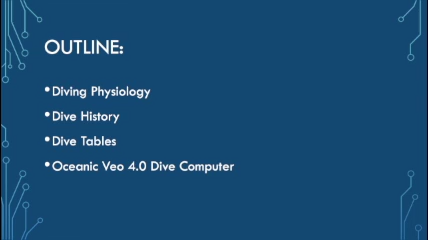 OUTLINE:
•Diving Physiology
•Dive History
•Dive Tables
•Oceanic Veo 4.0 Dive Computer